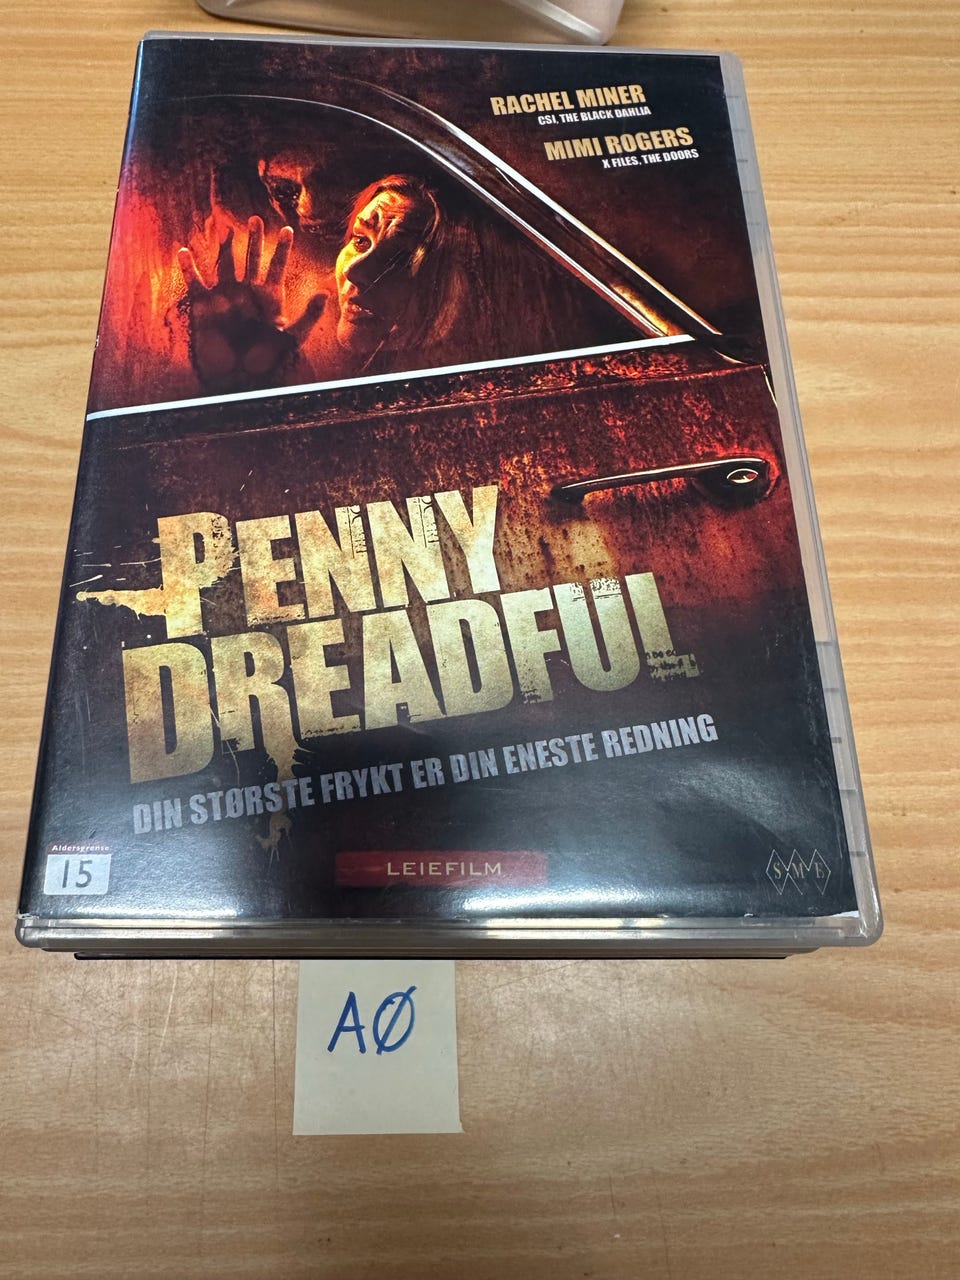 RACHEL MINER
CSI, THE BLACK DAHLIA
MIMI ROGERS
X FILES, THE DOORS
PENNY
DREADFUL
DIN STØRSTE FRYKT ER DIN ENESTE REDNING
Aldersgrense
15
LEIEFILM
SME
AØ